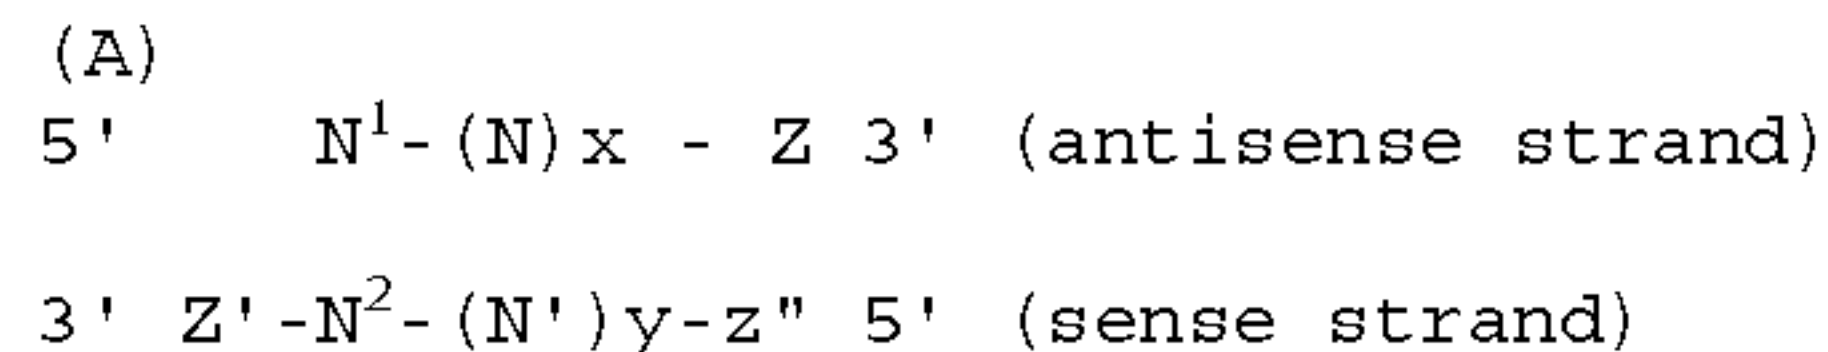 (A)
5' N¹-(N)x - Z 3' (antisense strand)
3' Z'-N²-(N')y-z" 5' (sense strand)